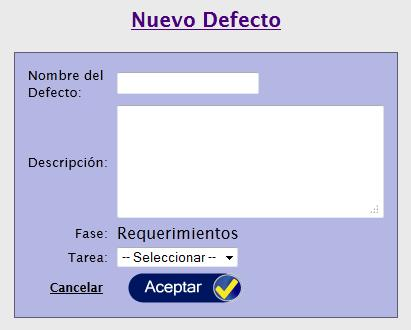 Nuevo Defecto
Nombre del
Defecto:
Descripción:
Fase: Requerimientos
Tarea: -- Seleccionar --
Cancelar Aceptar